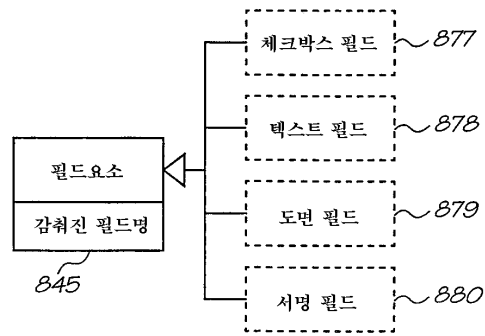 체크박스 필드
877
텍스트 필드
878
필드요소
감춰진 필드명
845
도면 필드
879
서명 필드
880